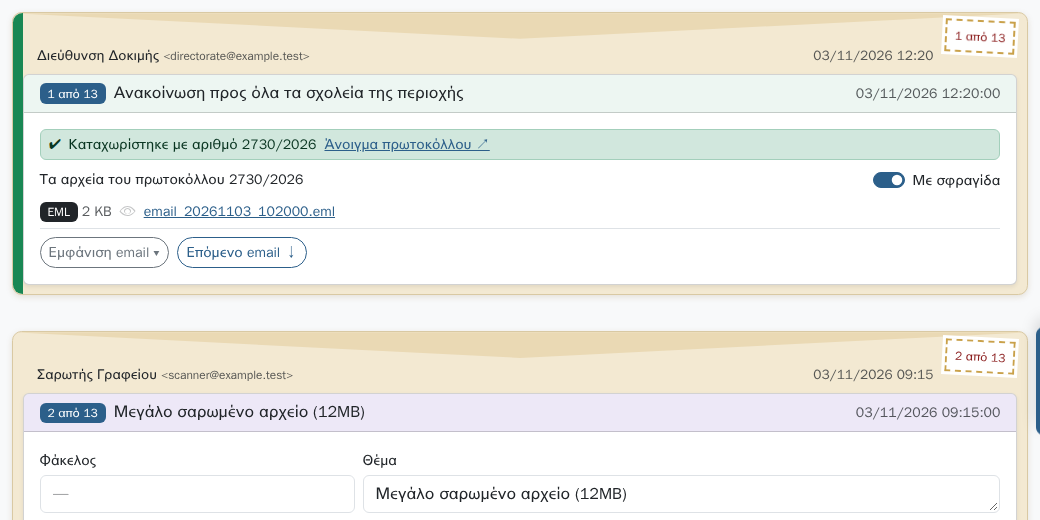 1 από 13
Διεύθυνση Δοκιμής <directorate@example.test> 03/11/2026 12:20
1 από 13 Ανακοίνωση προς όλα τα σχολεία της περιοχής 03/11/2026 12:20:00
✔ Καταχωρίστηκε με αριθμό 2730/2026 Άνοιγμα πρωτοκόλλου ↗
Τα αρχεία του πρωτοκόλλου 2730/2026 Με σφραγίδα
EML 2 KB email_20261103_102000.eml
Εμφάνιση email ▾ Επόμενο email ↓
2 από 13
Σαρωτής Γραφείου <scanner@example.test> 03/11/2026 09:15
2 από 13 Μεγάλο σαρωμένο αρχείο (12MB) 03/11/2026 09:15:00
Φάκελος Θέμα
— Μεγάλο σαρωμένο αρχείο (12MB)